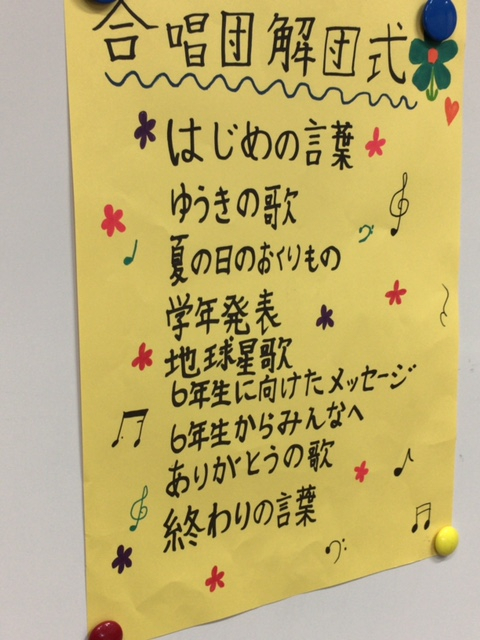 合唱団解団式
はじめの言葉
ゆうきの歌
夏の日のおくりもの
学年発表
地球星歌
6年生に向けたメッセージ
6年生からみんなへ
ありがとうの歌
終わりの言葉